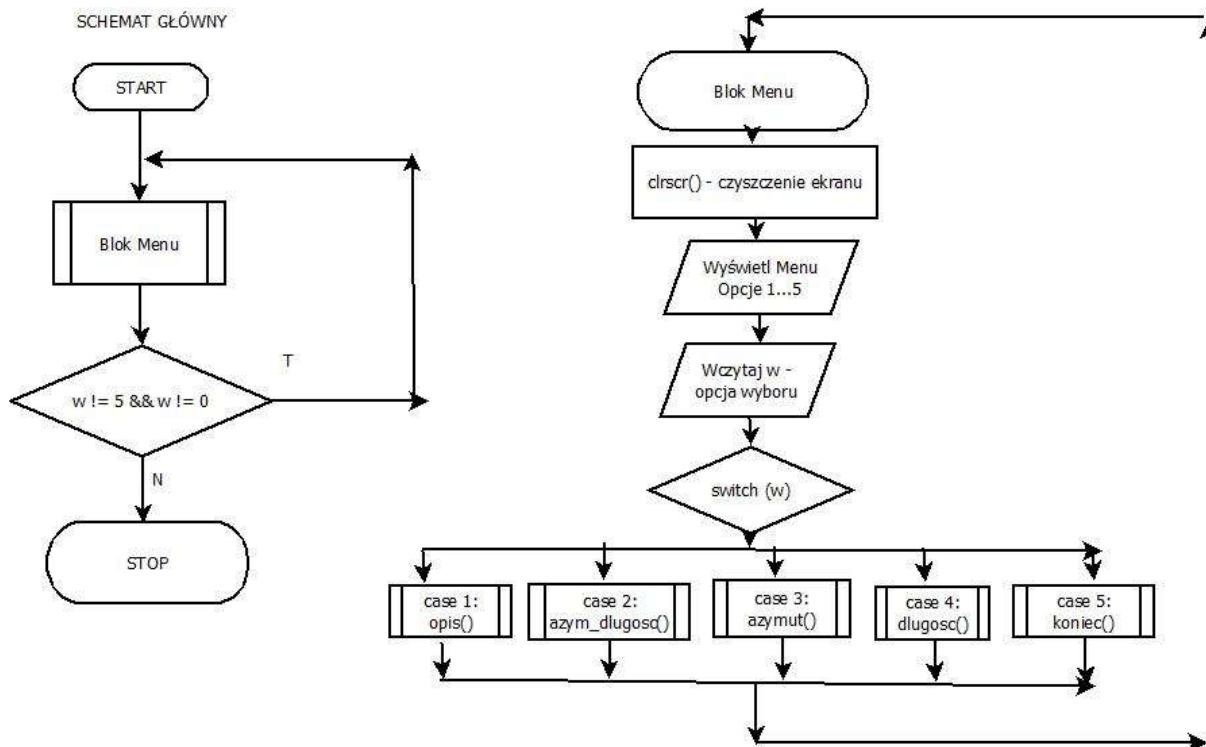 SCHEMAT GŁÓWNY
START
Blok Menu
w != 5 && w != 0
T
N
STOP
Blok Menu
clrscr() - czyszczenie ekranu
Wyświetl Menu
Opcje 1...5
Wczytaj w -
opcja wyboru
switch (w)
case 1:
opis()
case 2:
azym_dlugosc()
case 3:
azymut()
case 4:
dlugosc()
case 5:
koniec()